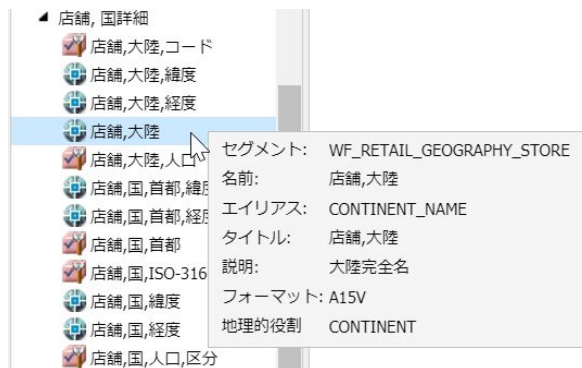 店舗, 国詳細
店舗,大陸,コード
店舗,大陸,緯度
店舗,大陸,経度
店舗,大陸
店舗,大陸,人口
店舗,国,首都,緯度
店舗,国,首都,経度
店舗,国,首都
店舗,国,ISO-316
店舗,国,緯度
店舗,国,経度
店舗,国,人口,区分
セグメント: WF_RETAIL_GEOGRAPHY_STORE
名前: 店舗,大陸
エイリアス: CONTINENT_NAME
タイトル: 店舗,大陸
説明: 大陸完全名
フォーマット: A15V
地理的役割 CONTINENT